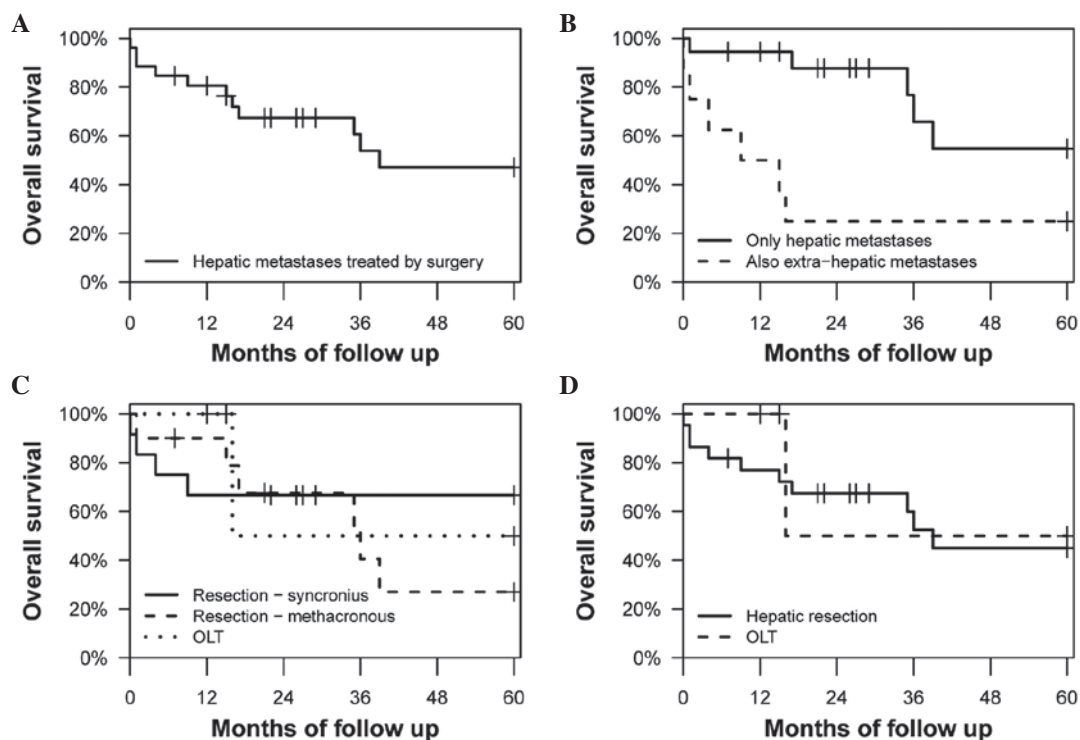 A
100%
80%
60%
40%
20%
0%
Overall survival
Hepatic metastases treated by surgery
0 12 24 36 48 60
Months of follow up
B
100%
80%
60%
40%
20%
0%
Overall survival
Only hepatic metastases
Also extra-hepatic metastases
0 12 24 36 48 60
Months of follow up
C
100%
80%
60%
40%
20%
0%
Overall survival
Resection - syncronius
Resection - methacronous
OLT
0 12 24 36 48 60
Months of follow up
D
100%
80%
60%
40%
20%
0%
Overall survival
Hepatic resection
OLT
0 12 24 36 48 60
Months of follow up